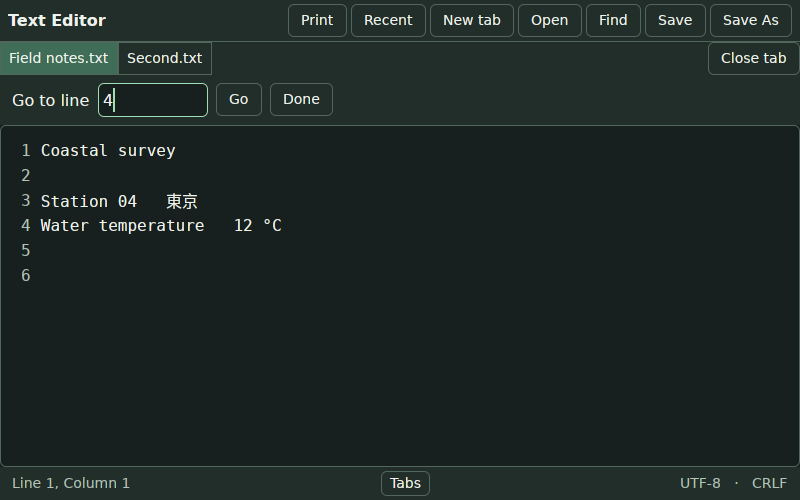 Text Editor Print Recent New tab Open Find Save Save As
Field notes.txt Second.txt Close tab
Go to line 4 Go Done
1 Coastal survey
2
3 Station 04   東京
4 Water temperature   12 °C
5
6
Line 1, Column 1 Tabs UTF-8 · CRLF